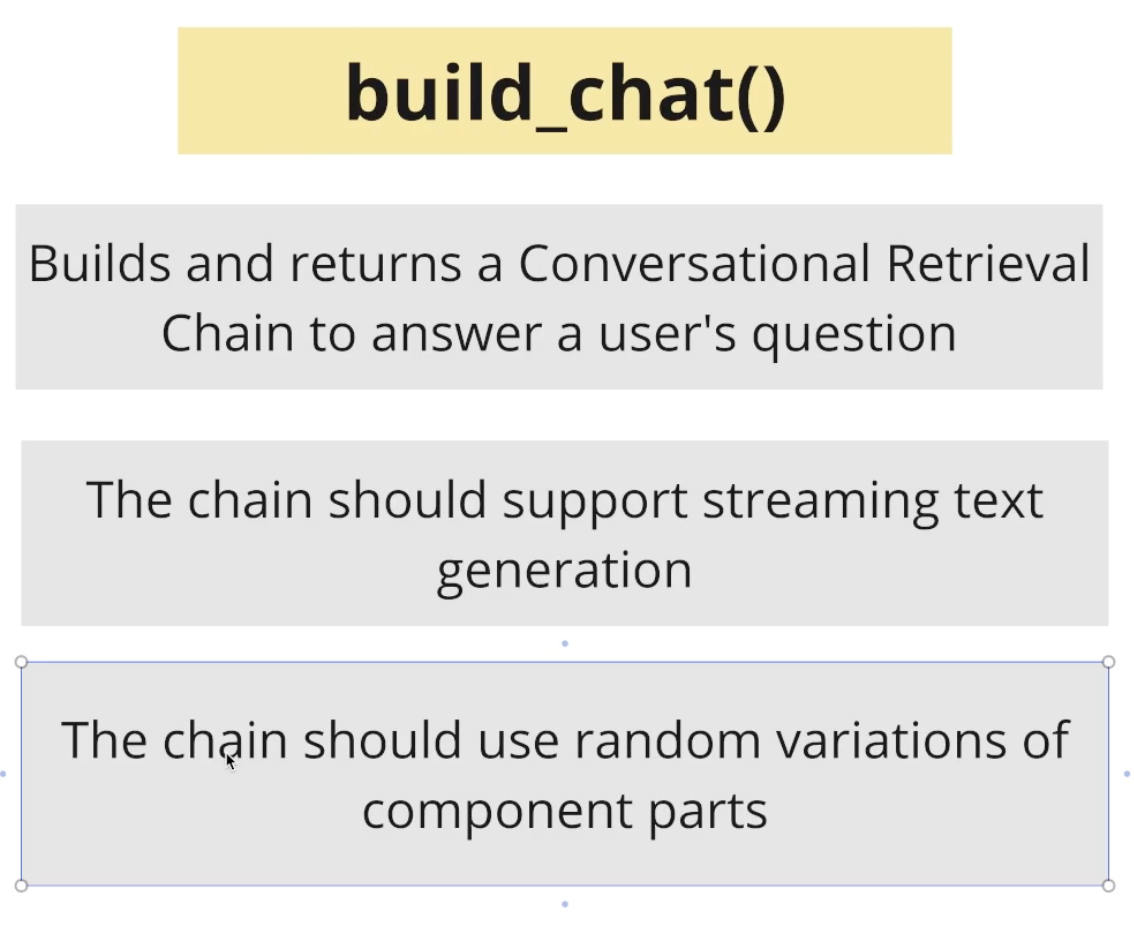 build_chat()
Builds and returns a Conversational Retrieval
Chain to answer a user's question
The chain should support streaming text
generation
The chain should use random variations of
component parts